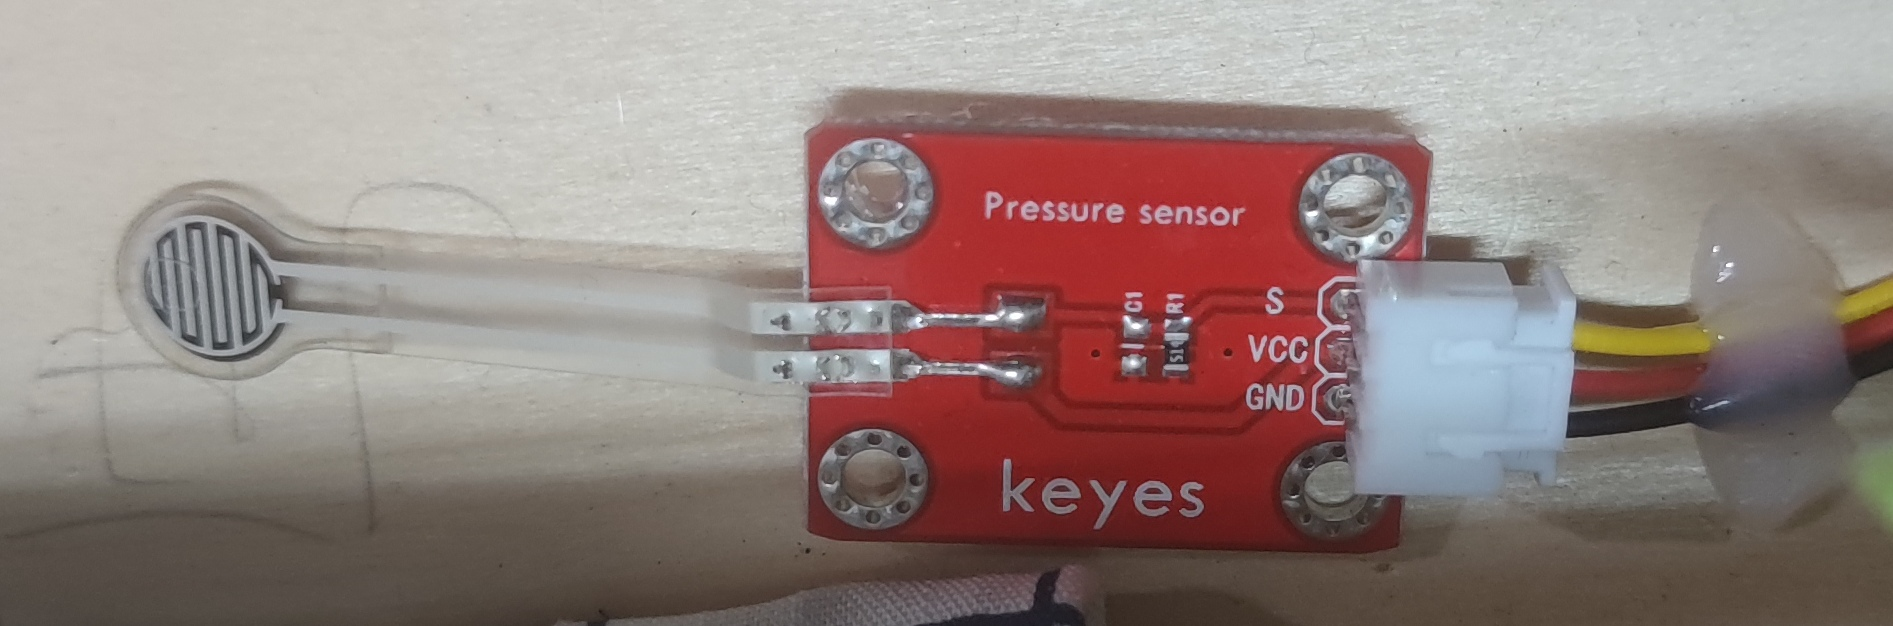 Pressure sensor
C1
R1
S
VCC
GND
keyes